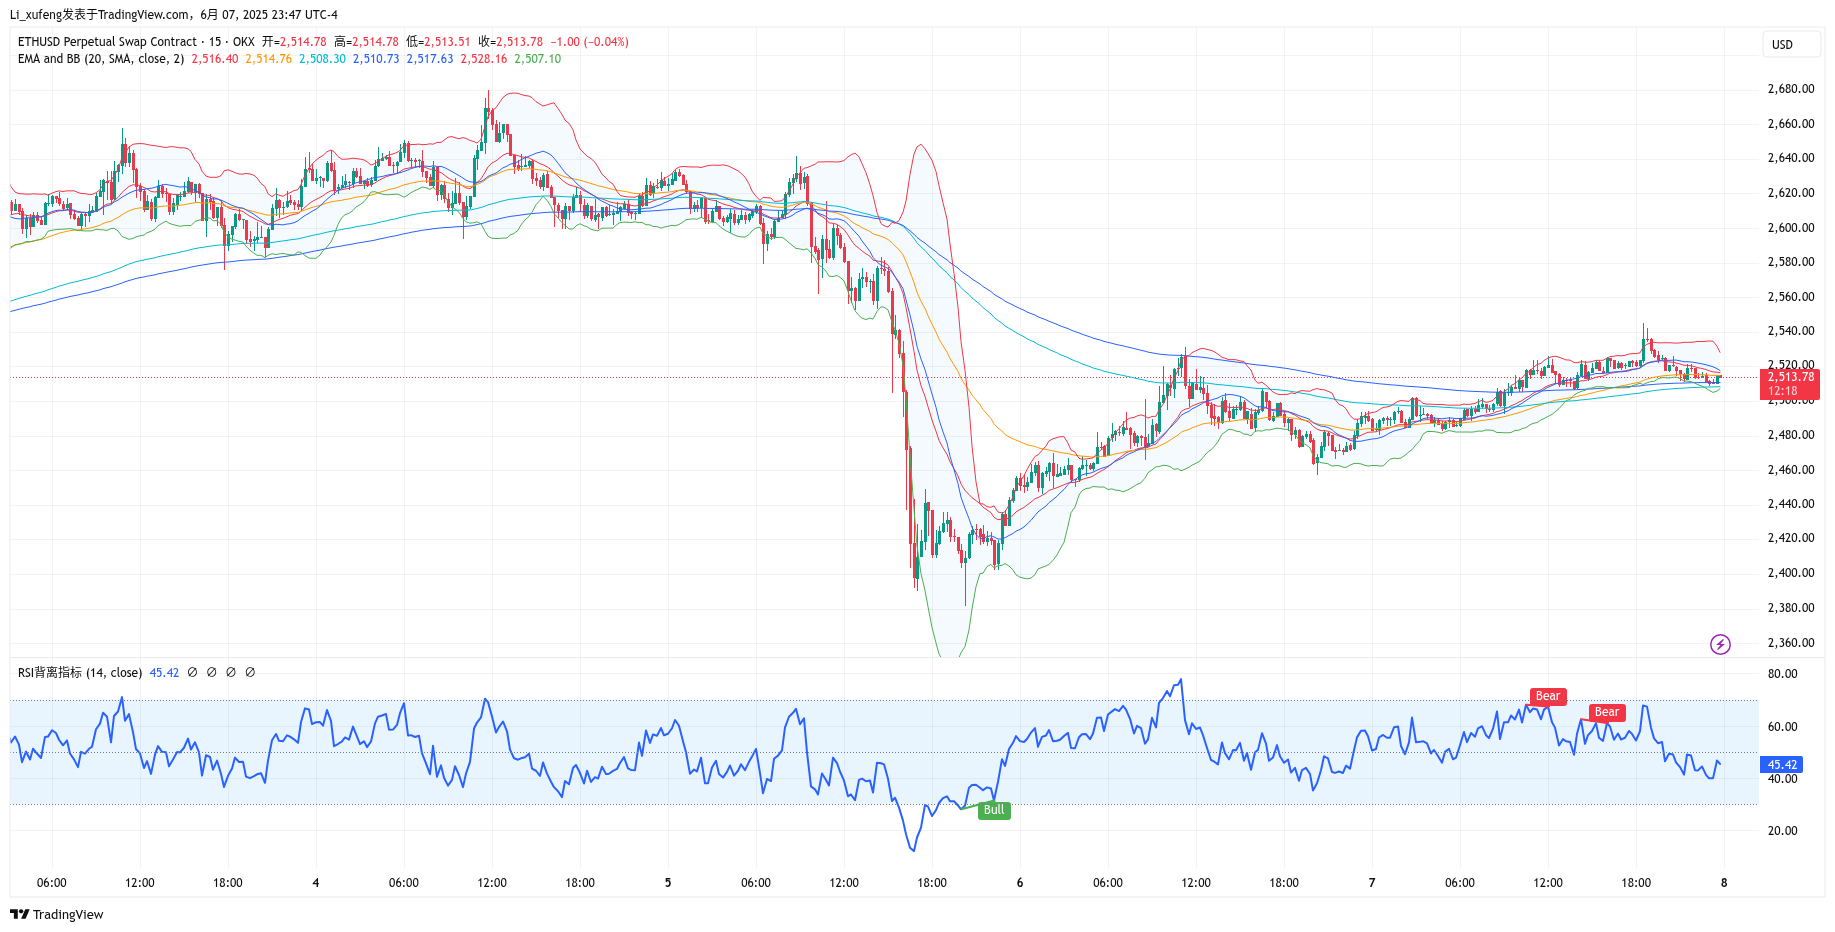 Li_xufeng发表于TradingView.com，6月 07, 2025 23:47 UTC-4
ETHUSD Perpetual Swap Contract · 15 · OKX 开=2,514.78 高=2,514.78 低=2,513.51 收=2,513.78 −1.00 (−0.04%)
EMA and BB (20, SMA, close, 2) 2,516.40 2,514.76 2,508.30 2,510.73 2,517.63 2,528.16 2,507.10
USD
2,680.00
2,660.00
2,640.00
2,620.00
2,600.00
2,580.00
2,560.00
2,540.00
2,520.00
2,513.78
12:18
2,500.00
2,480.00
2,460.00
2,440.00
2,420.00
2,400.00
2,380.00
2,360.00
RSI背离指标 (14, close) 45.42 ∅ ∅ ∅ ∅
80.00
Bear
Bear
60.00
45.42
40.00
Bull
20.00
06:00 12:00 18:00 4 06:00 12:00 18:00 5 06:00 12:00 18:00 6 06:00 12:00 18:00 7 06:00 12:00 18:00 8
TradingView